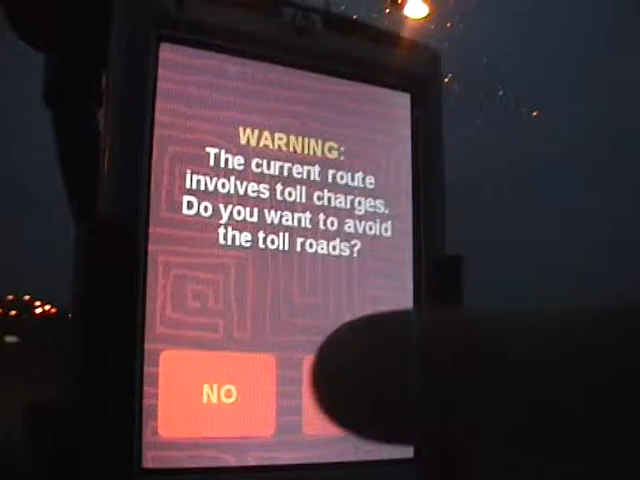 WARNING:
The current route
involves toll charges.
Do you want to avoid
the toll roads?
NO